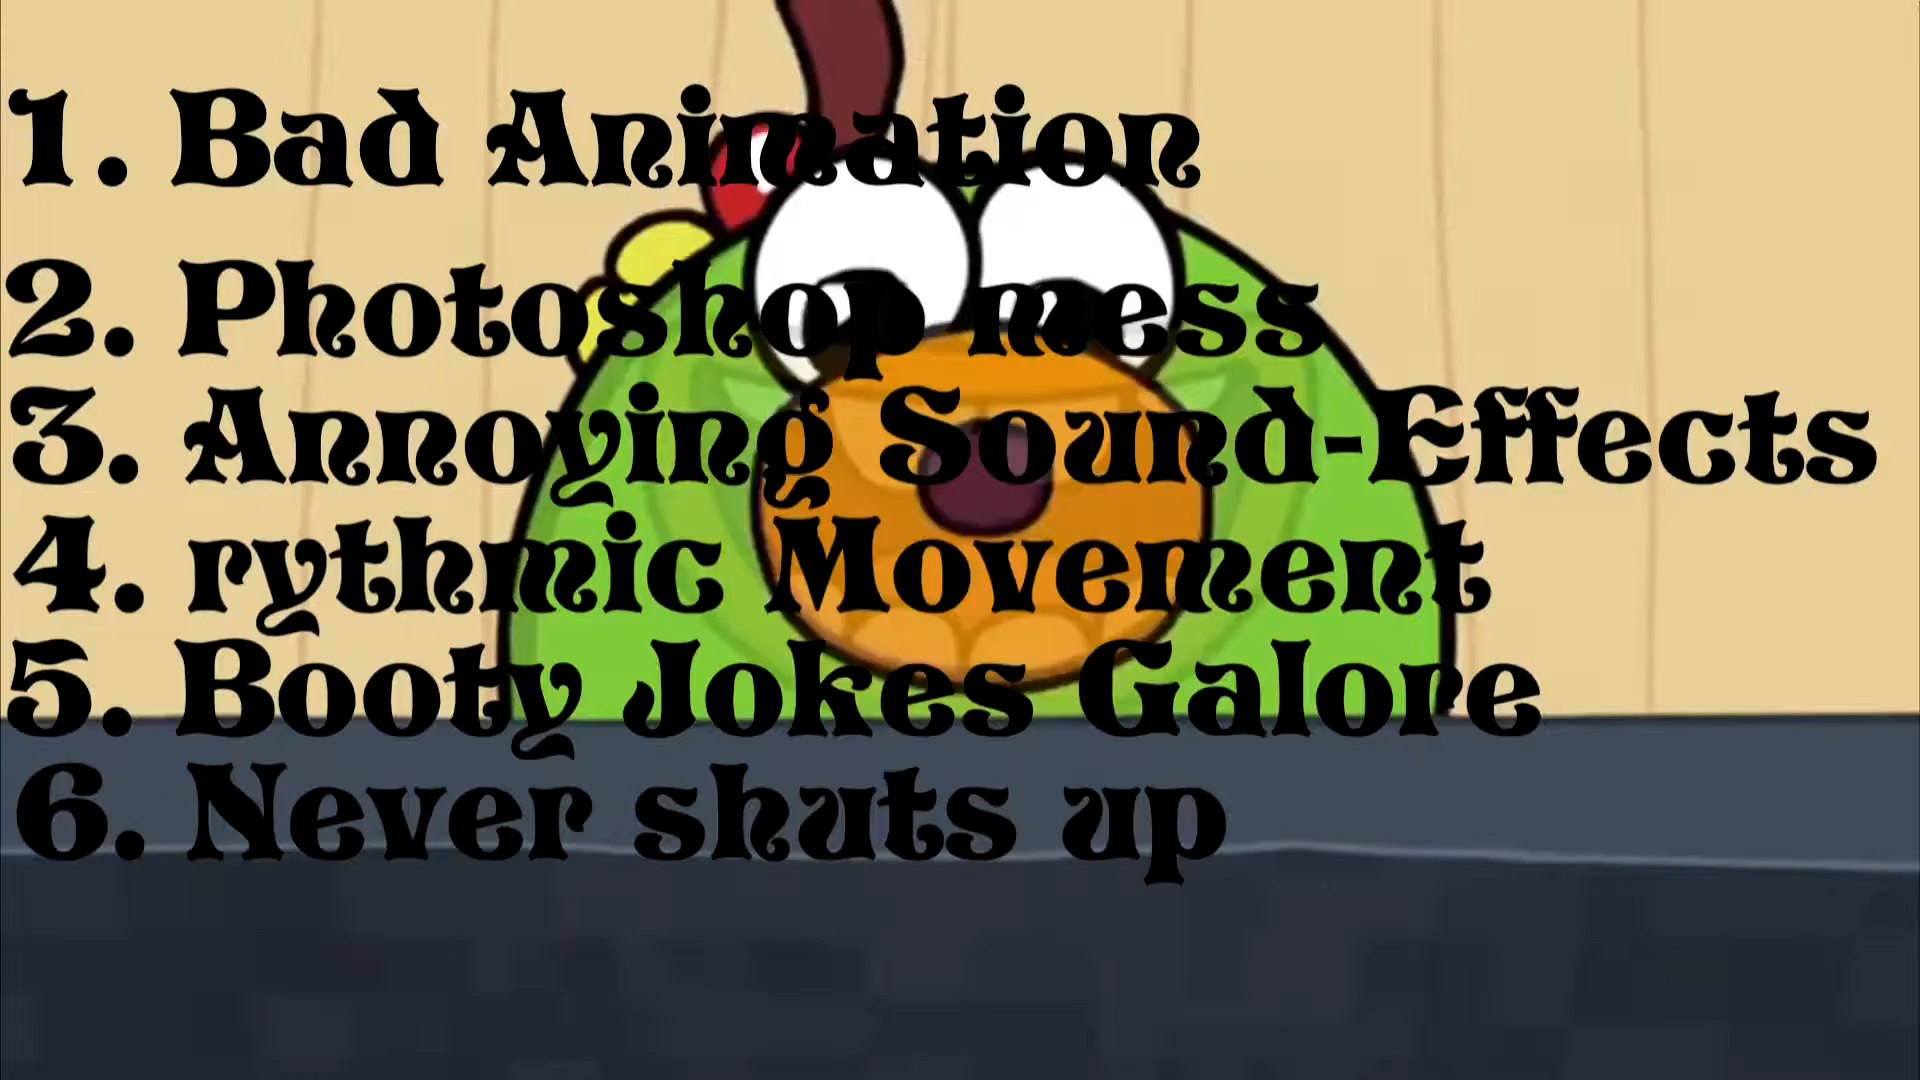 1. Bad Animation
2. Photoshop mess
3. Annoying Sound-Effects
4. rythmic Movement
5. Booty Jokes Galore
6. Never shuts up